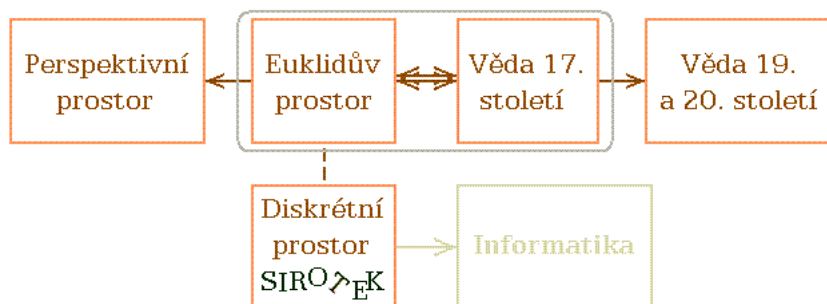 Perspektivní
prostor
Euklidův
prostor
Věda 17.
století
Věda 19.
a 20. století
Diskrétní
prostor
SIROTEK
Informatika